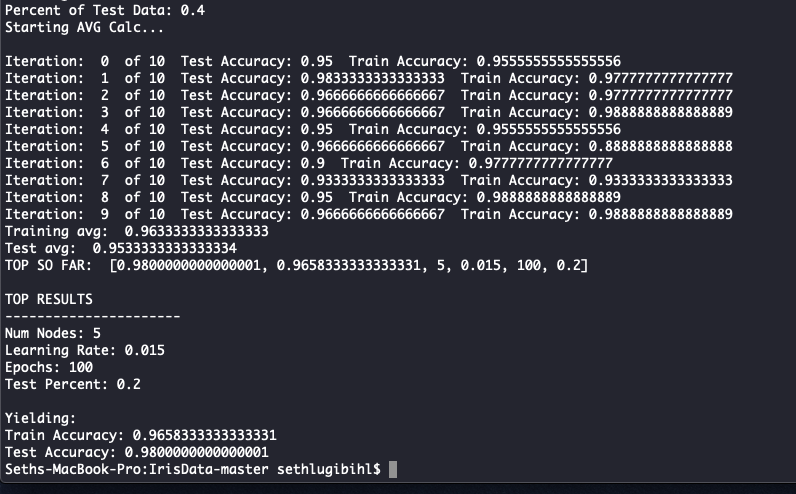 Percent of Test Data: 0.4
Starting AVG Calc...
Iteration:  0  of 10  Test Accuracy: 0.95  Train Accuracy: 0.9555555555555556
Iteration:  1  of 10  Test Accuracy: 0.9833333333333333  Train Accuracy: 0.9777777777777777
Iteration:  2  of 10  Test Accuracy: 0.9666666666666667  Train Accuracy: 0.9777777777777777
Iteration:  3  of 10  Test Accuracy: 0.9666666666666667  Train Accuracy: 0.9888888888888889
Iteration:  4  of 10  Test Accuracy: 0.95  Train Accuracy: 0.9555555555555556
Iteration:  5  of 10  Test Accuracy: 0.9666666666666667  Train Accuracy: 0.8888888888888888
Iteration:  6  of 10  Test Accuracy: 0.9  Train Accuracy: 0.9777777777777777
Iteration:  7  of 10  Test Accuracy: 0.9333333333333333  Train Accuracy: 0.9333333333333333
Iteration:  8  of 10  Test Accuracy: 0.95  Train Accuracy: 0.9888888888888889
Iteration:  9  of 10  Test Accuracy: 0.9666666666666667  Train Accuracy: 0.9888888888888889
Training avg:  0.9633333333333333
Test avg:  0.9533333333333334
TOP SO FAR:  [0.9800000000000001, 0.9658333333333331, 5, 0.015, 100, 0.2]
TOP RESULTS
----------------------
Num Nodes: 5
Learning Rate: 0.015
Epochs: 100
Test Percent: 0.2
Yielding:
Train Accuracy: 0.9658333333333331
Test Accuracy: 0.9800000000000001
Seths-MacBook-Pro:IrisData-master sethlugibihl$